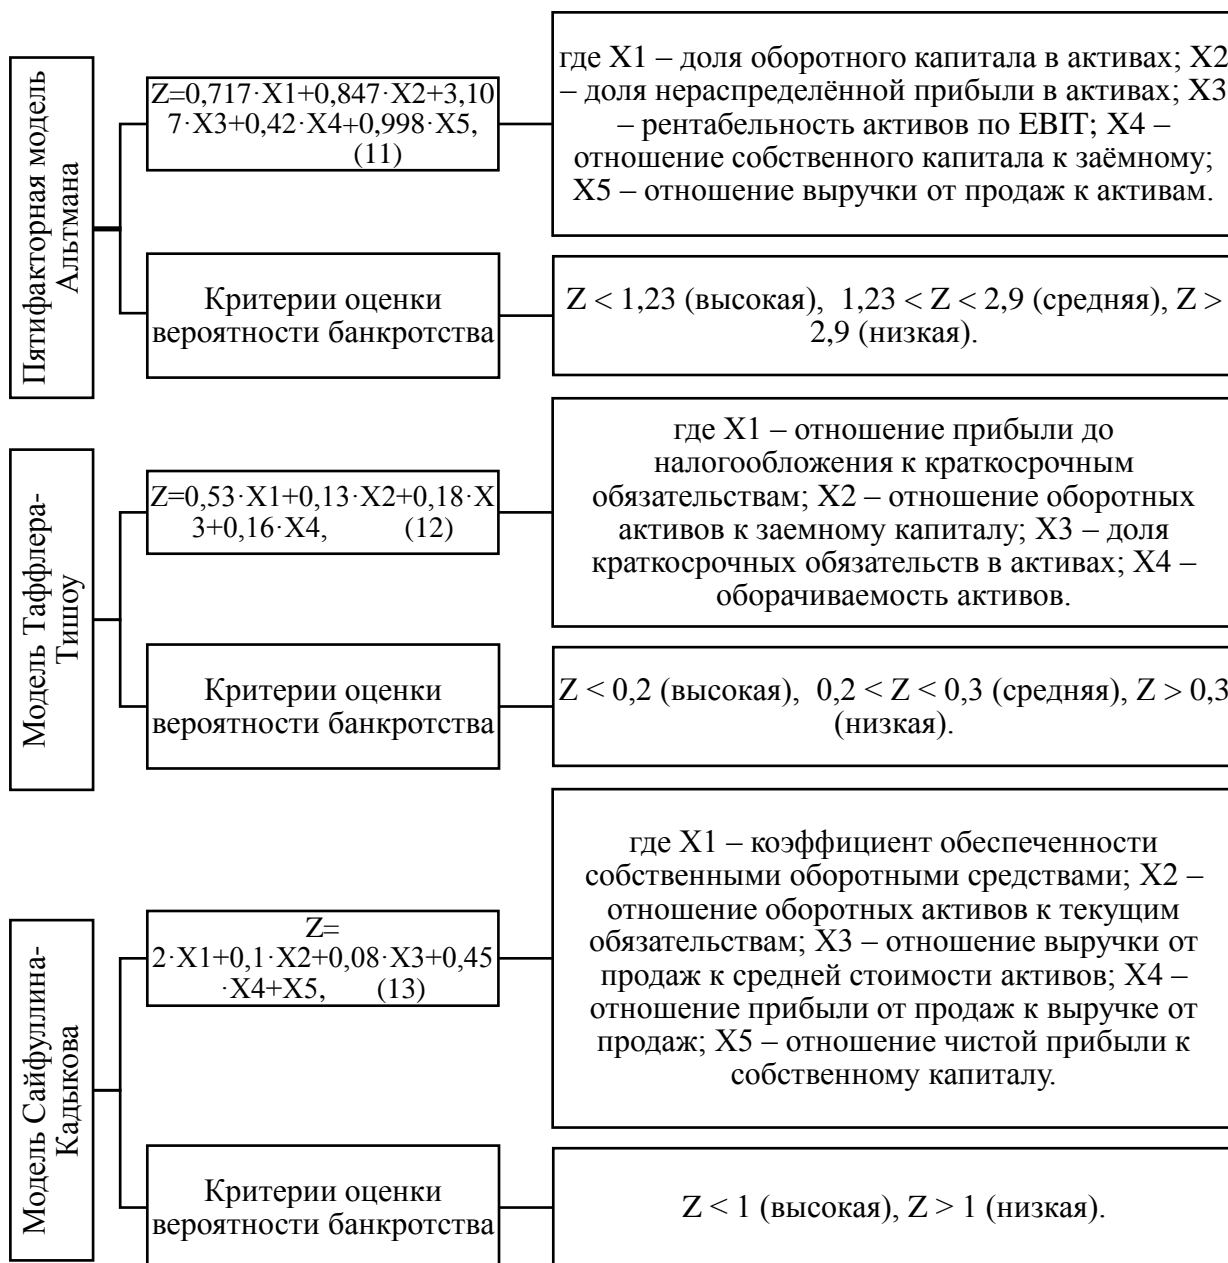 Пятифакторная модель
Альтмана
Z=0,717·X1+0,847·X2+3,10
7·X3+0,42·X4+0,998·X5,
(11)
где X1 – доля оборотного капитала в активах; X2
– доля нераспределённой прибыли в активах; X3
– рентабельность активов по EBIT; X4 –
отношение собственного капитала к заёмному;
X5 – отношение выручки от продаж к активам.
Критерии оценки
вероятности банкротства
Z < 1,23 (высокая), 1,23 < Z < 2,9 (средняя), Z >
2,9 (низкая).
Модель Таффлера-
Тишоу
Z=0,53·X1+0,13·X2+0,18·X
3+0,16·X4, (12)
где X1 – отношение прибыли до
налогообложения к краткосрочным
обязательствам; X2 – отношение оборотных
активов к заемному капиталу; X3 – доля
краткосрочных обязательств в активах; X4 –
оборачиваемость активов.
Критерии оценки
вероятности банкротства
Z < 0,2 (высокая), 0,2 < Z < 0,3 (средняя), Z > 0,3
(низкая).
Модель Сайфуллина-
Кадыкова
Z=
2·X1+0,1·X2+0,08·X3+0,45
·X4+X5, (13)
где X1 – коэффициент обеспеченности
собственными оборотными средствами; X2 –
отношение оборотных активов к текущим
обязательствам; X3 – отношение выручки от
продаж к средней стоимости активов; X4 –
отношение прибыли от продаж к выручке от
продаж; X5 – отношение чистой прибыли к
собственному капиталу.
Критерии оценки
вероятности банкротства
Z < 1 (высокая), Z > 1 (низкая).